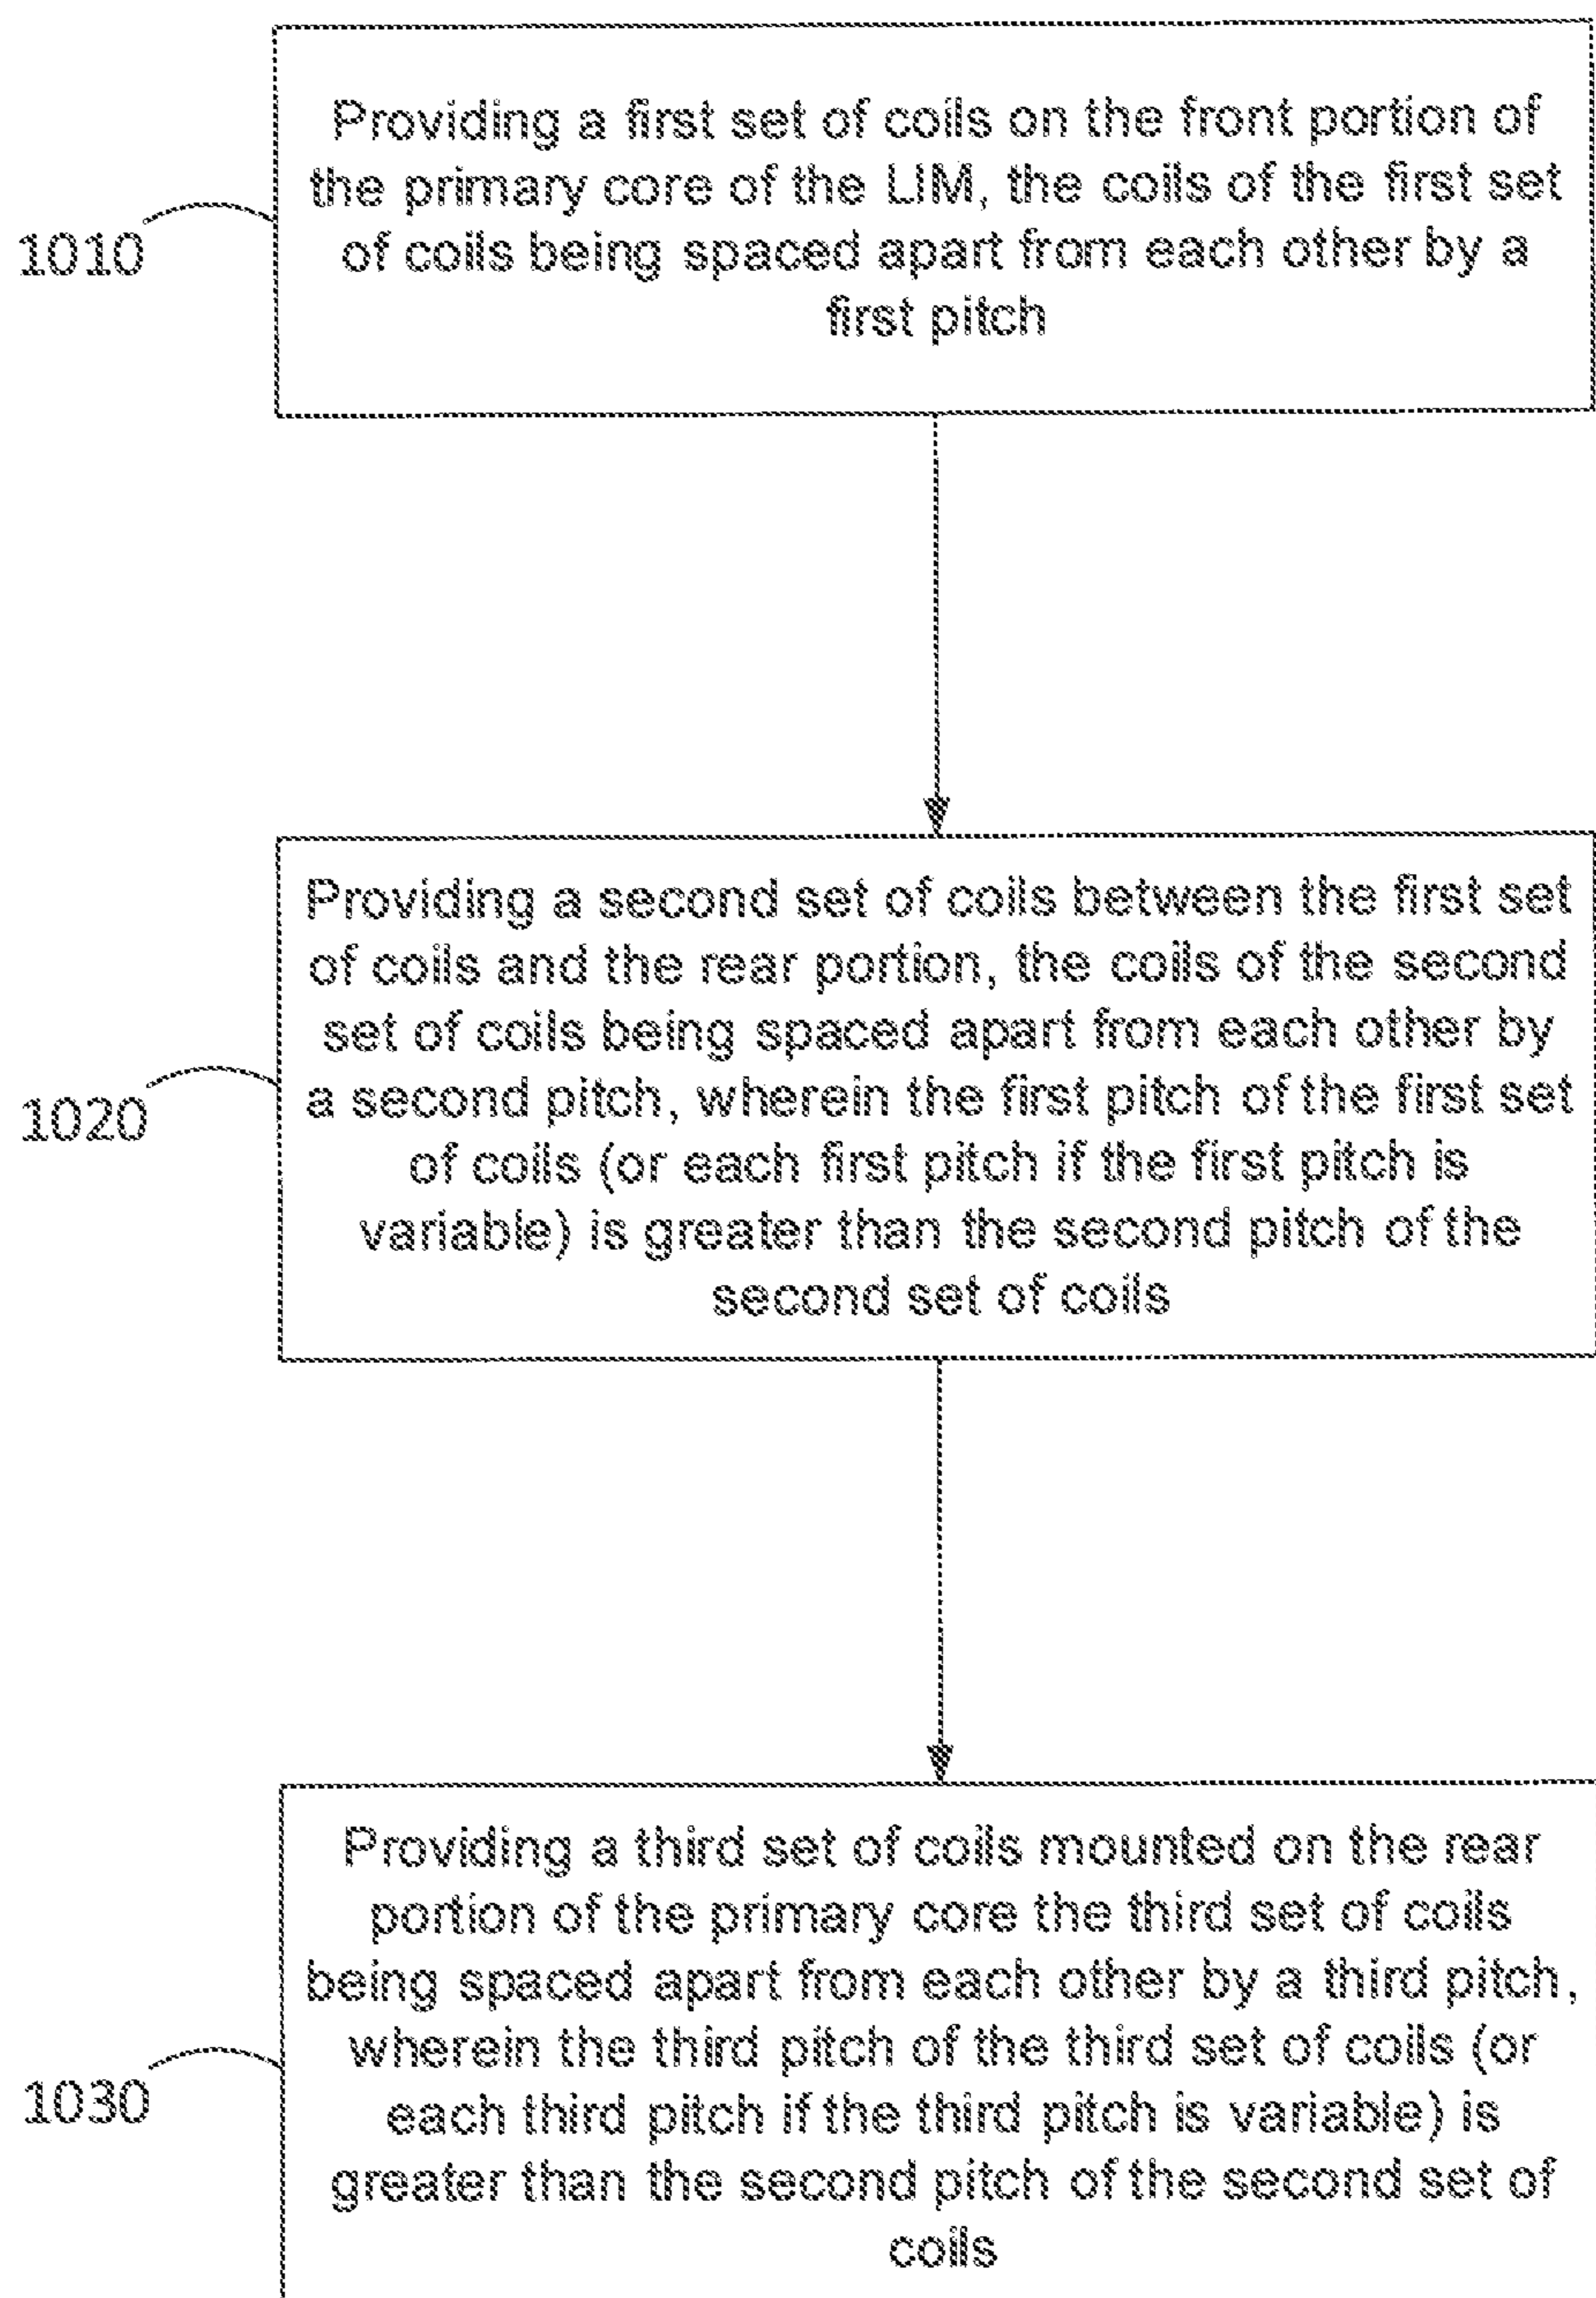 Providing a first set of coils on the front portion of
the primary core of the LIM, the coils of the first set
of coils being spaced apart from each other by a
first pitch
1010
Providing a second set of coils between the first set
of coils and the rear portion, the coils of the second
set of coils being spaced apart from each other by
a second pitch, wherein the first pitch of the first set
of coils (or each first pitch if the first pitch is
variable) is greater than the second pitch of the
second set of coils
1020
Providing a third set of coils mounted on the rear
portion of the primary core the third set of coils
being spaced apart from each other by a third pitch,
wherein the third pitch of the third set of coils (or
each third pitch if the third pitch is variable) is
greater than the second pitch of the second set of
coils
1030